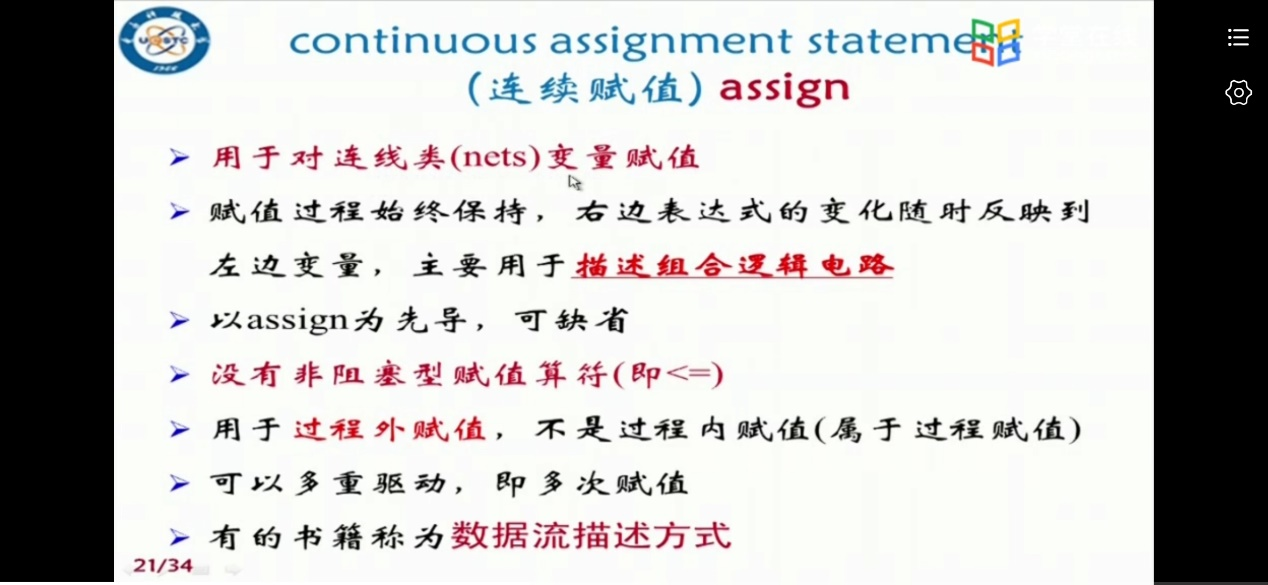 continuous assignment stateme
(连续赋值) assign
➢ 用于对连线类(nets)变量赋值
➢ 赋值过程始终保持，右边表达式的变化随时反映到
左边变量，主要用于描述组合逻辑电路
➢ 以assign为先导，可缺省
➢ 没有非阻塞型赋值算符(即<=)
➢ 用于过程外赋值，不是过程内赋值(属于过程赋值)
➢ 可以多重驱动，即多次赋值
➢ 有的书籍称为数据流描述方式
21/34